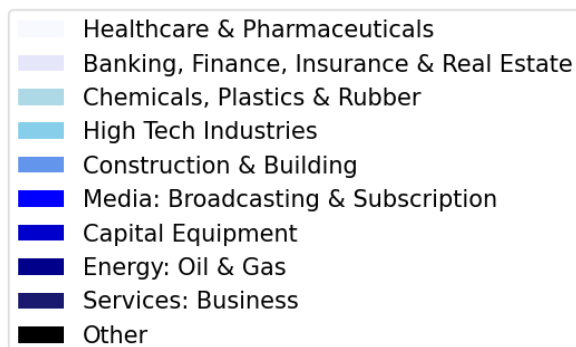 Healthcare & Pharmaceuticals
Banking, Finance, Insurance & Real Estate
Chemicals, Plastics & Rubber
High Tech Industries
Construction & Building
Media: Broadcasting & Subscription
Capital Equipment
Energy: Oil & Gas
Services: Business
Other